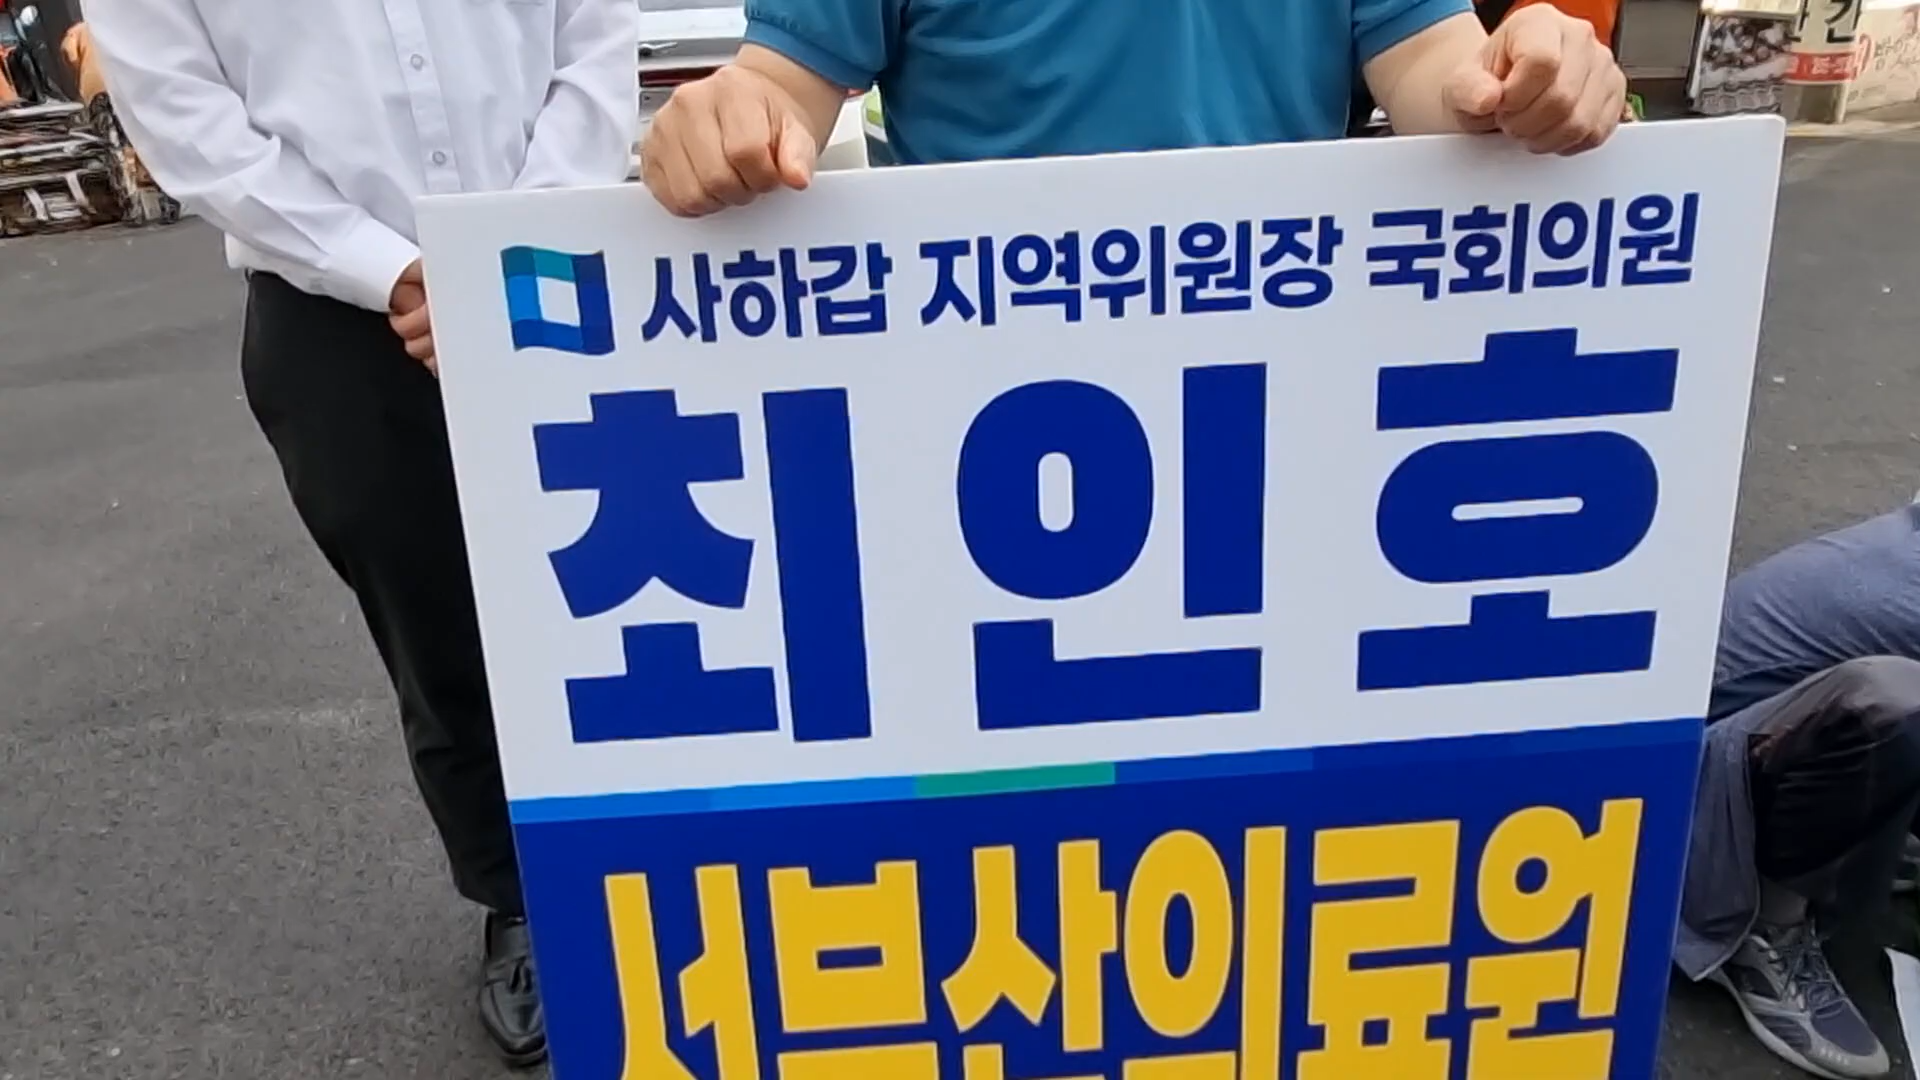 사하갑 지역위원장 국회의원
최인호
서부산의료원